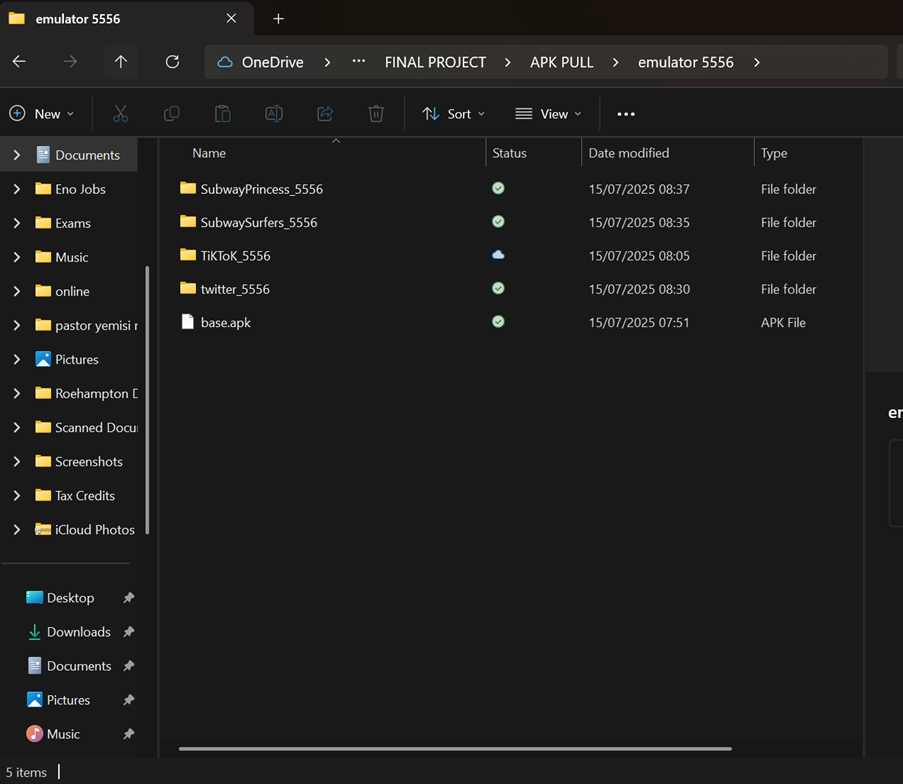 emulator 5556
OneDrive > ... FINAL PROJECT > APK PULL > emulator 5556 >
New Sort View ...
Name Status Date modified Type
SubwayPrincess_5556 15/07/2025 08:37 File folder
SubwaySurfers_5556 15/07/2025 08:35 File folder
TiKToK_5556 15/07/2025 08:05 File folder
twitter_5556 15/07/2025 08:30 File folder
base.apk 15/07/2025 07:51 APK File
Documents
Eno Jobs
Exams
Music
online
pastor yemisi
Pictures
Roehampton
Scanned
Screenshots
Tax Credits
iCloud Photos
Desktop
Downloads
Documents
Pictures
Music
5 items